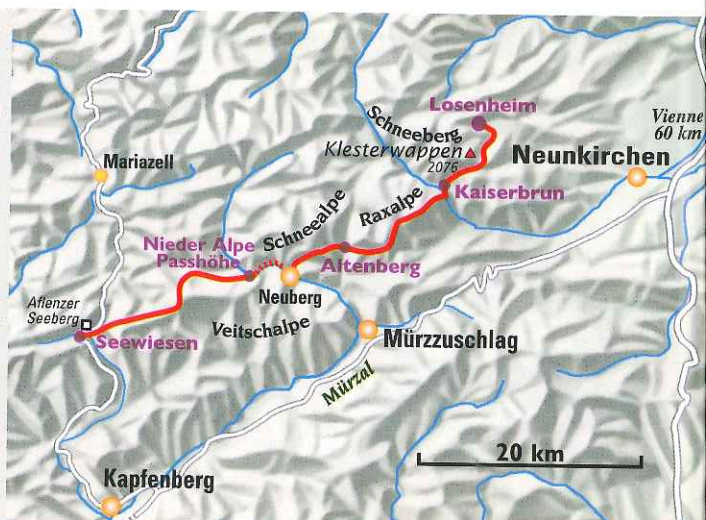 Losenheim
Schneeberg
Vienne
60 km
Klesterwappen
2076
Neunkirchen
Mariazell
Kaiserbrun
Raxalpe
Schneealpe
Nieder Alpe
Passhöhe
Altenberg
Neuberg
Aflenzer
Seeberg
Seewiesen
Veitschalpe
Mürzzuschlag
Mürzal
20 km
Kapfenberg